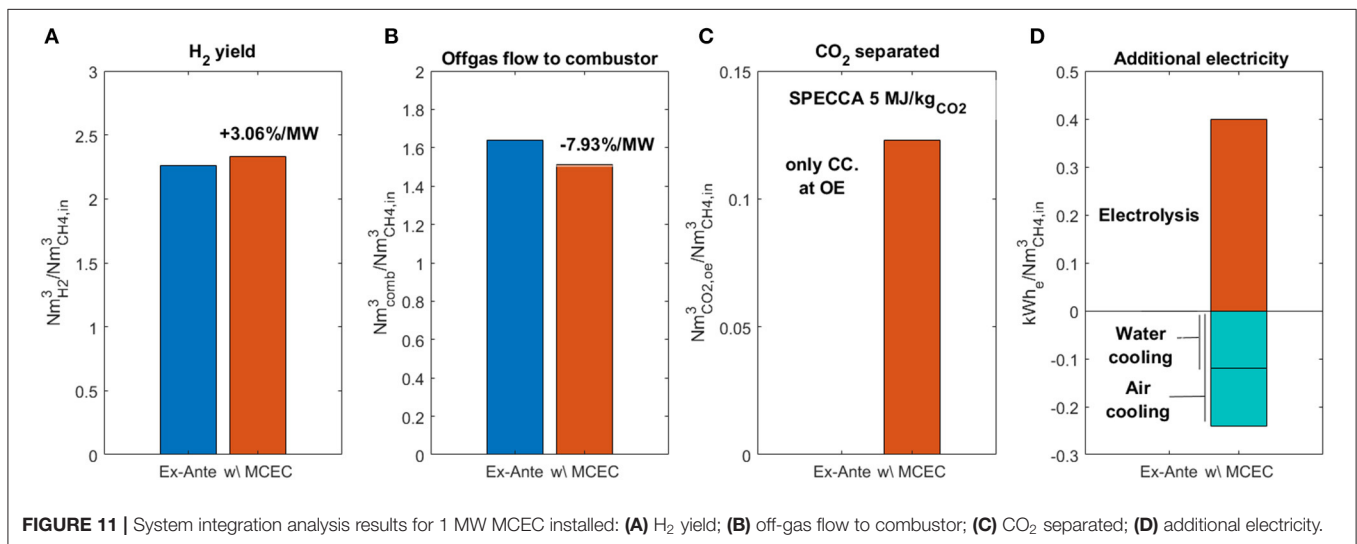 A
H2 yield
3
2.5
2
1.5
1
0.5
0
Nm³H2/Nm³CH4,in
+3.06%/MW
Ex-Ante w\ MCEC
B
Offgas flow to combustor
2
1.8
1.6
1.4
1.2
1
0.8
0.6
0.4
0.2
0
Nm³comb/Nm³CH4,in
-7.93%/MW
Ex-Ante w\ MCEC
C
CO2 separated
0.15
0.1
0.05
0
Nm³CO2,oe/Nm³CH4,in
SPECCA 5 MJ/kgCO2
only CC.
at OE
Ex-Ante w\ MCEC
D
Additional electricity
0.5
0.4
0.3
0.2
0.1
0
-0.1
-0.2
-0.3
kWhe/Nm³CH4,in
Electrolysis
Water
cooling
Air
cooling
Ex-Ante w\ MCEC
FIGURE 11 | System integration analysis results for 1 MW MCEC installed: (A) H2 yield; (B) off-gas flow to combustor; (C) CO2 separated; (D) additional electricity.